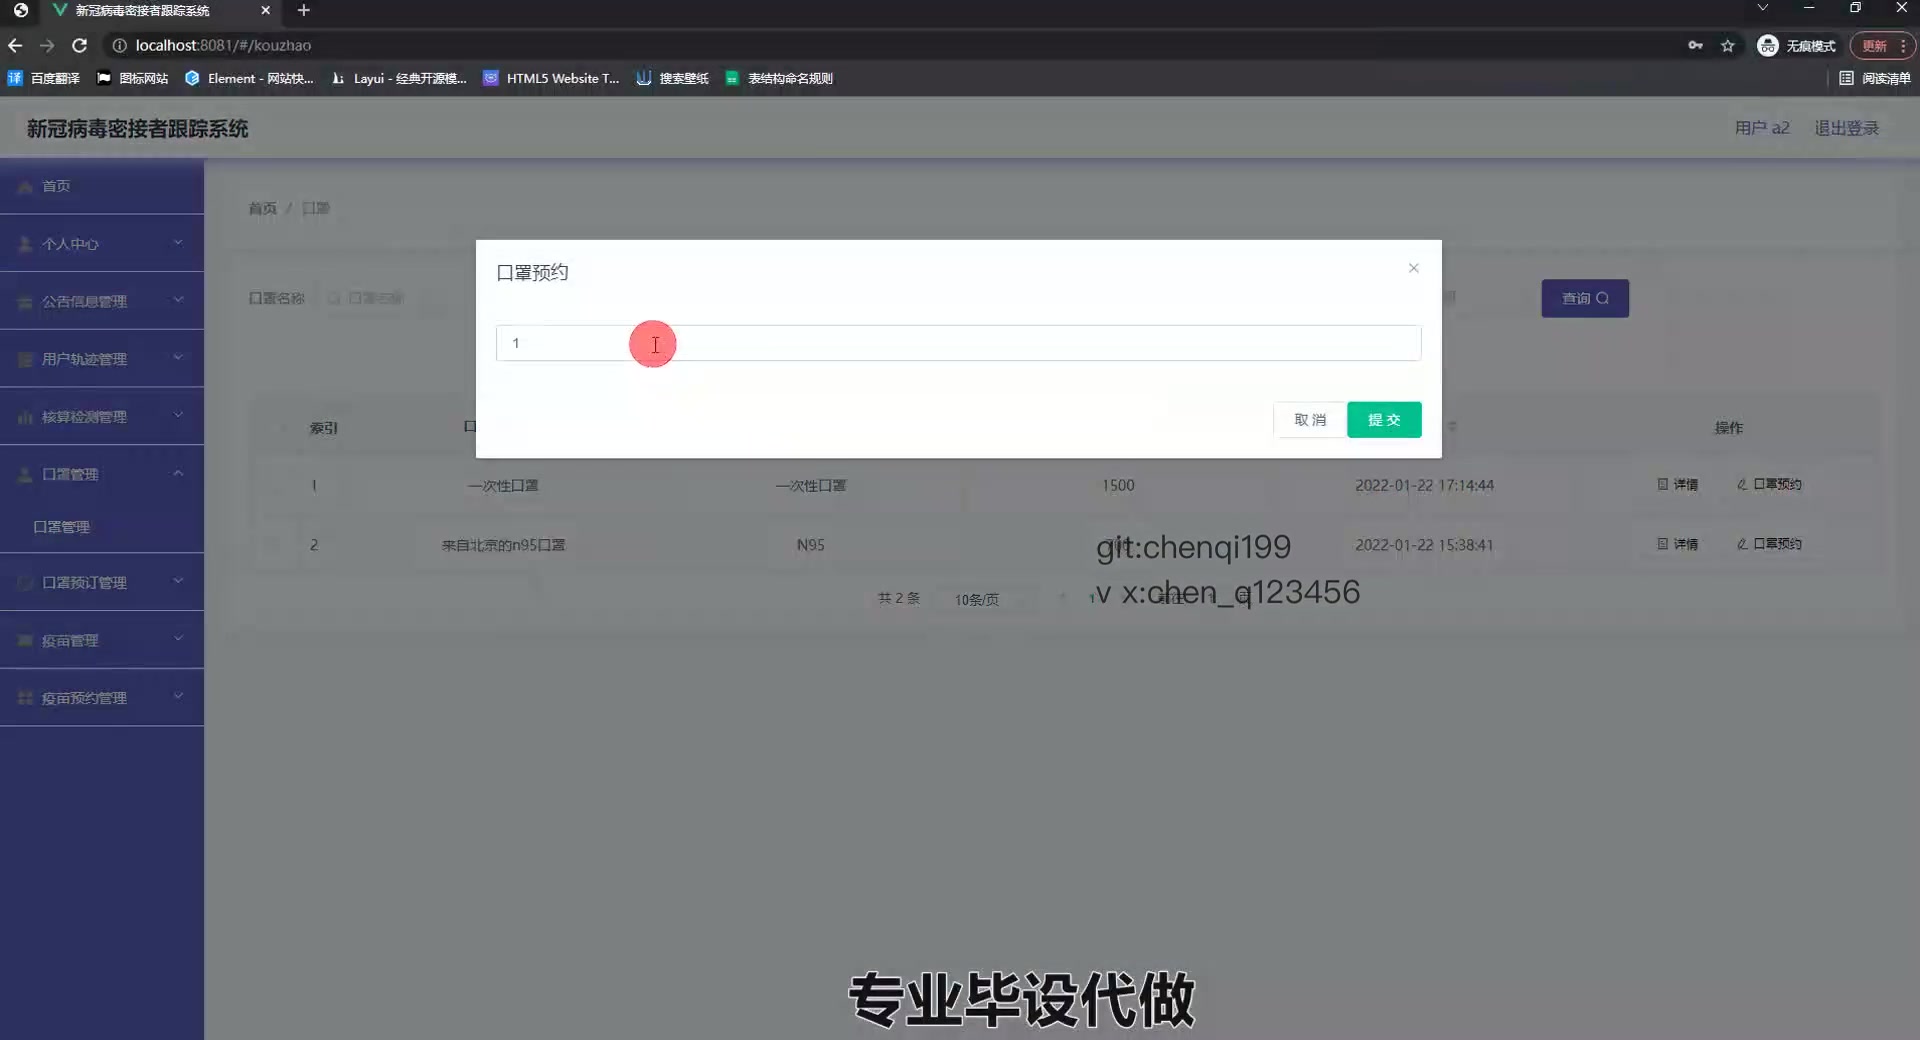 新冠病毒密接者跟踪系统
localhost:8081/#/kouzhao
无痕模式
更新
百度翻译
图标网站
Element - 网站快...
Layui - 经典开源模...
HTML5 Website T...
搜索壁纸
表结构命名规则
阅读清单
新冠病毒密接者跟踪系统
用户 a2
退出登录
首页
个人中心
公告信息管理
用户轨迹管理
核算检测管理
口罩管理
口罩管理
口罩预订管理
疫苗管理
疫苗预约管理
首页 / 口罩
口罩名称
口罩名称
查询
口罩预约
1
取 消
提 交
索引
操作
1 一次性口罩 一次性口罩 1500 2022-01-22 17:14:44 详情 口罩预约
2 来自北京的n95口罩 N95 2022-01-22 15:38:41 详情 口罩预约
共 2 条
10条/页
1
git:chenqi199
v x:chen_q123456
专业毕设代做